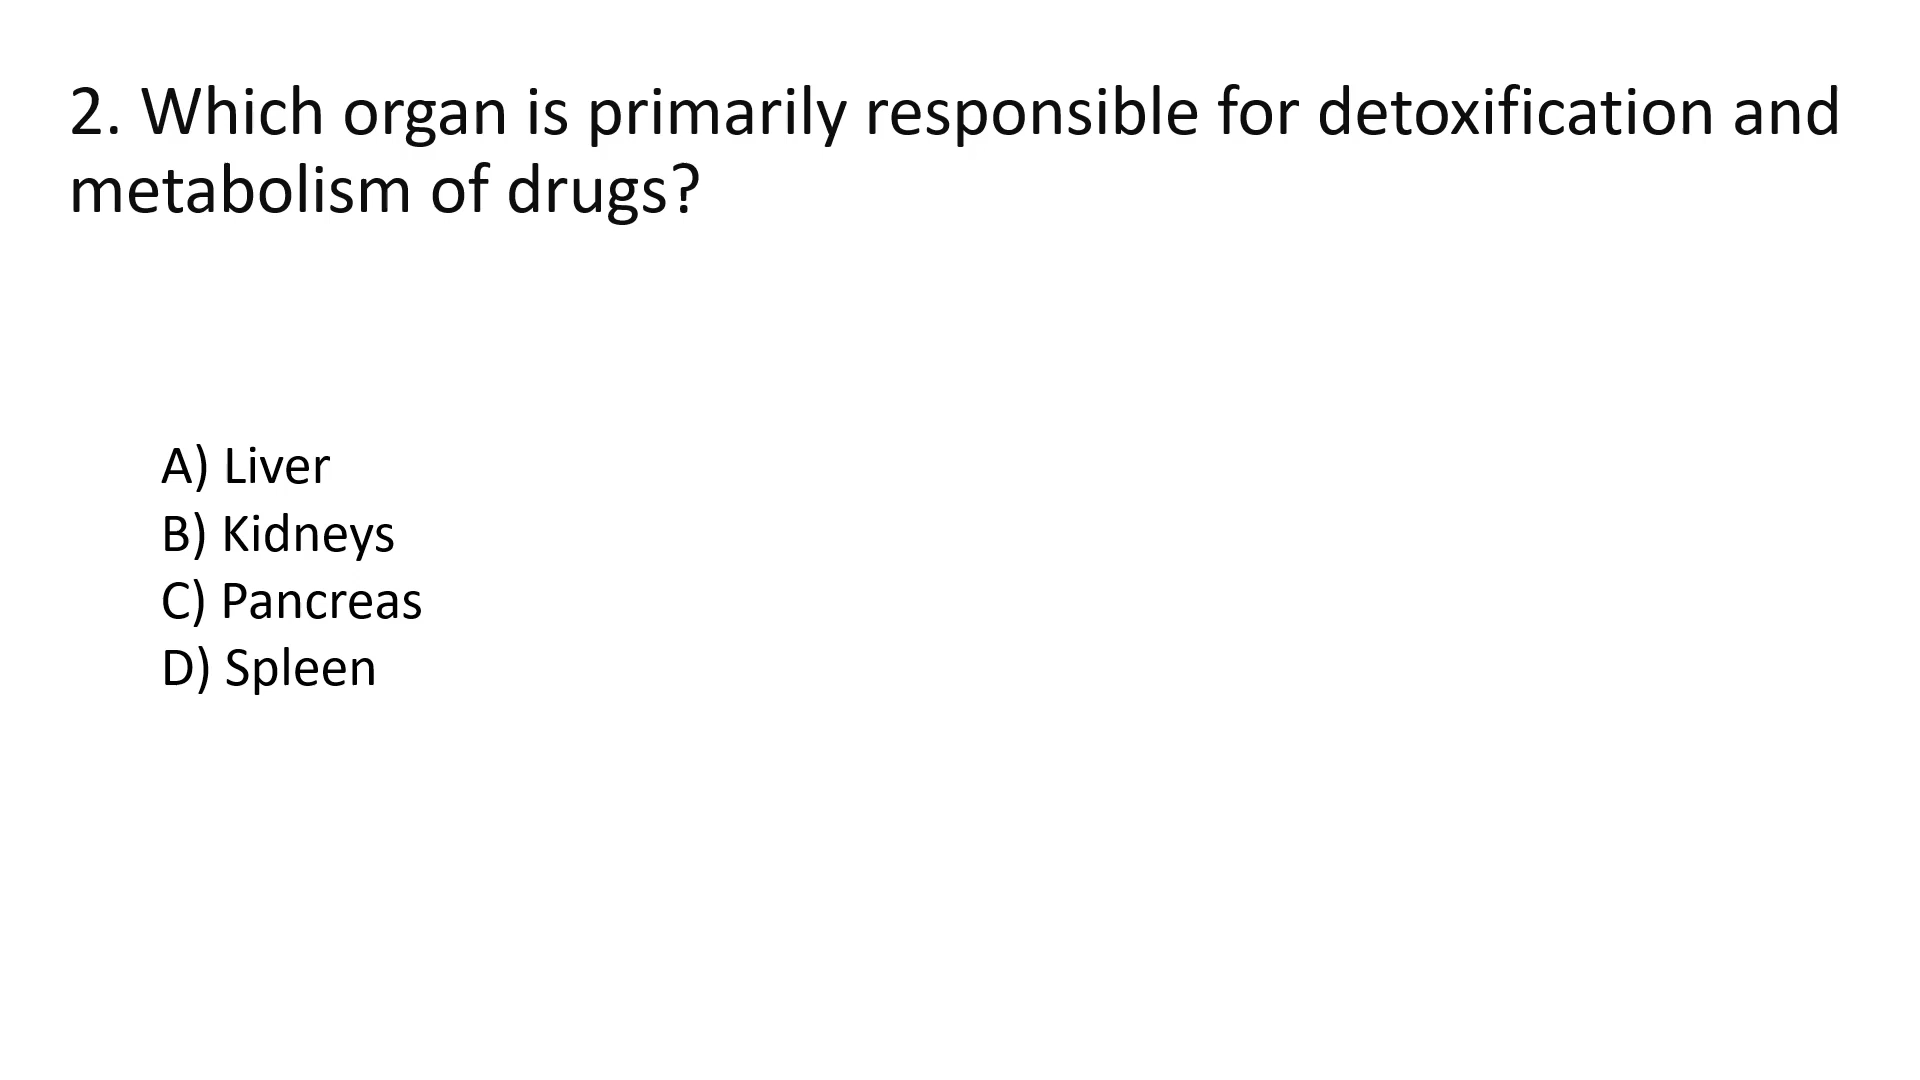 2. Which organ is primarily responsible for detoxification and
metabolism of drugs?
A) Liver
B) Kidneys
C) Pancreas
D) Spleen